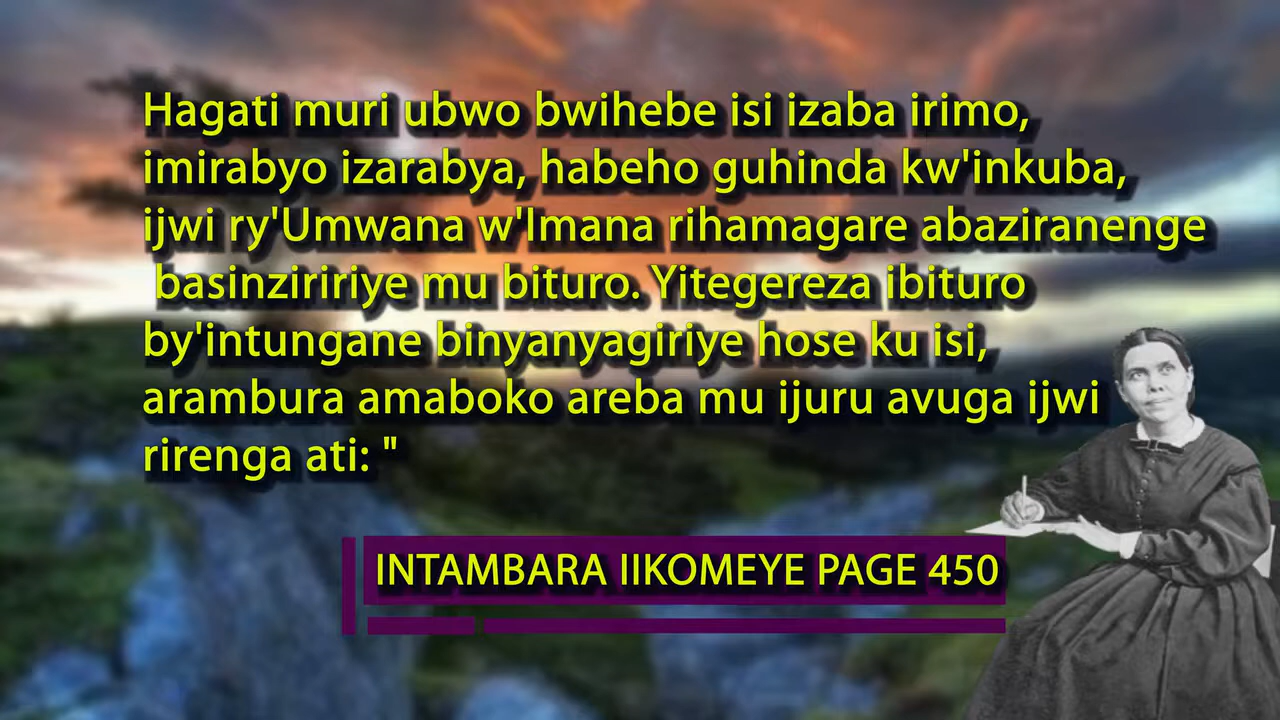 Hagati muri ubwo bwihebe isi izaba irimo,
imirabyo izarabya, habeho guhinda kw'inkuba,
ijwi ry'Umwana w'Imana rihamagare abaziranenge
basinziririye mu bituro. Yitegereza ibituro
by'intungane binyanyagiriye hose ku isi,
arambura amaboko areba mu ijuru avuga ijwi
rirenga ati: "
INTAMBARA IIKOMEYE PAGE 450